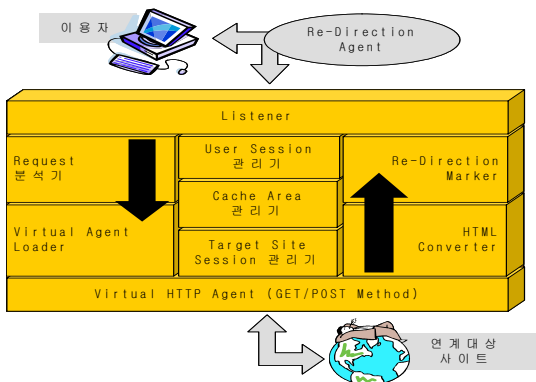 이용자
Re-Direction
Agent
Listener
Request
분석기
User Session
관리기
Re-Direction
Marker
Cache Area
관리기
Virtual Agent
Loader
Target Site
Session 관리기
HTML
Converter
Virtual HTTP Agent (GET/POST Method)
연계대상
사이트